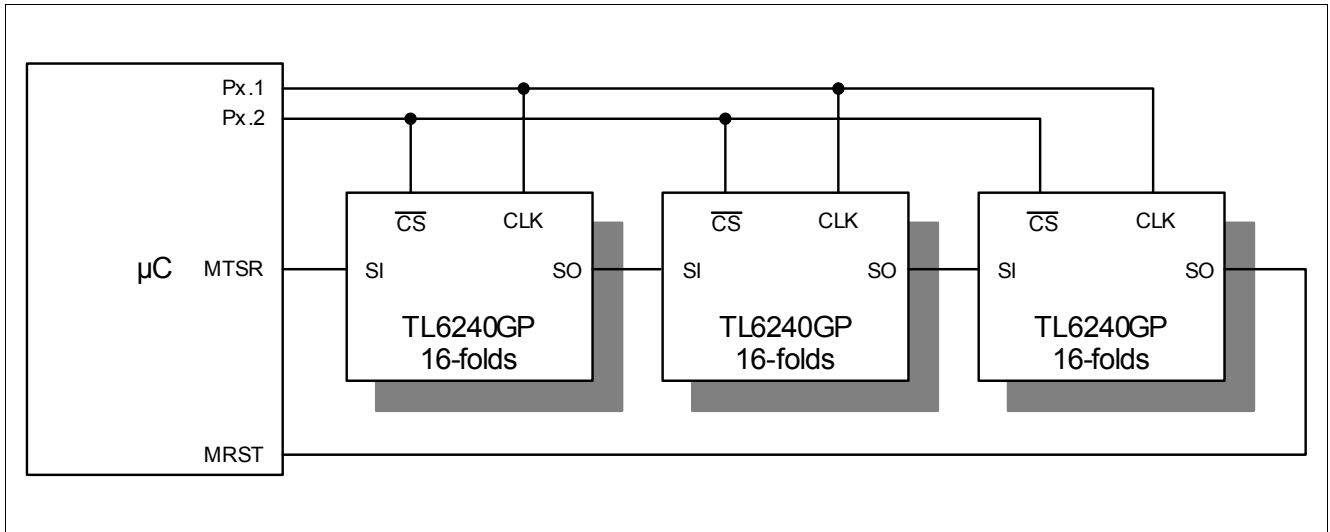 Px.1
Px.2
CS CLK CS CLK CS CLK
µC MTSR SI SO SI SO SI SO
TL6240GP TL6240GP TL6240GP
16-folds 16-folds 16-folds
MRST